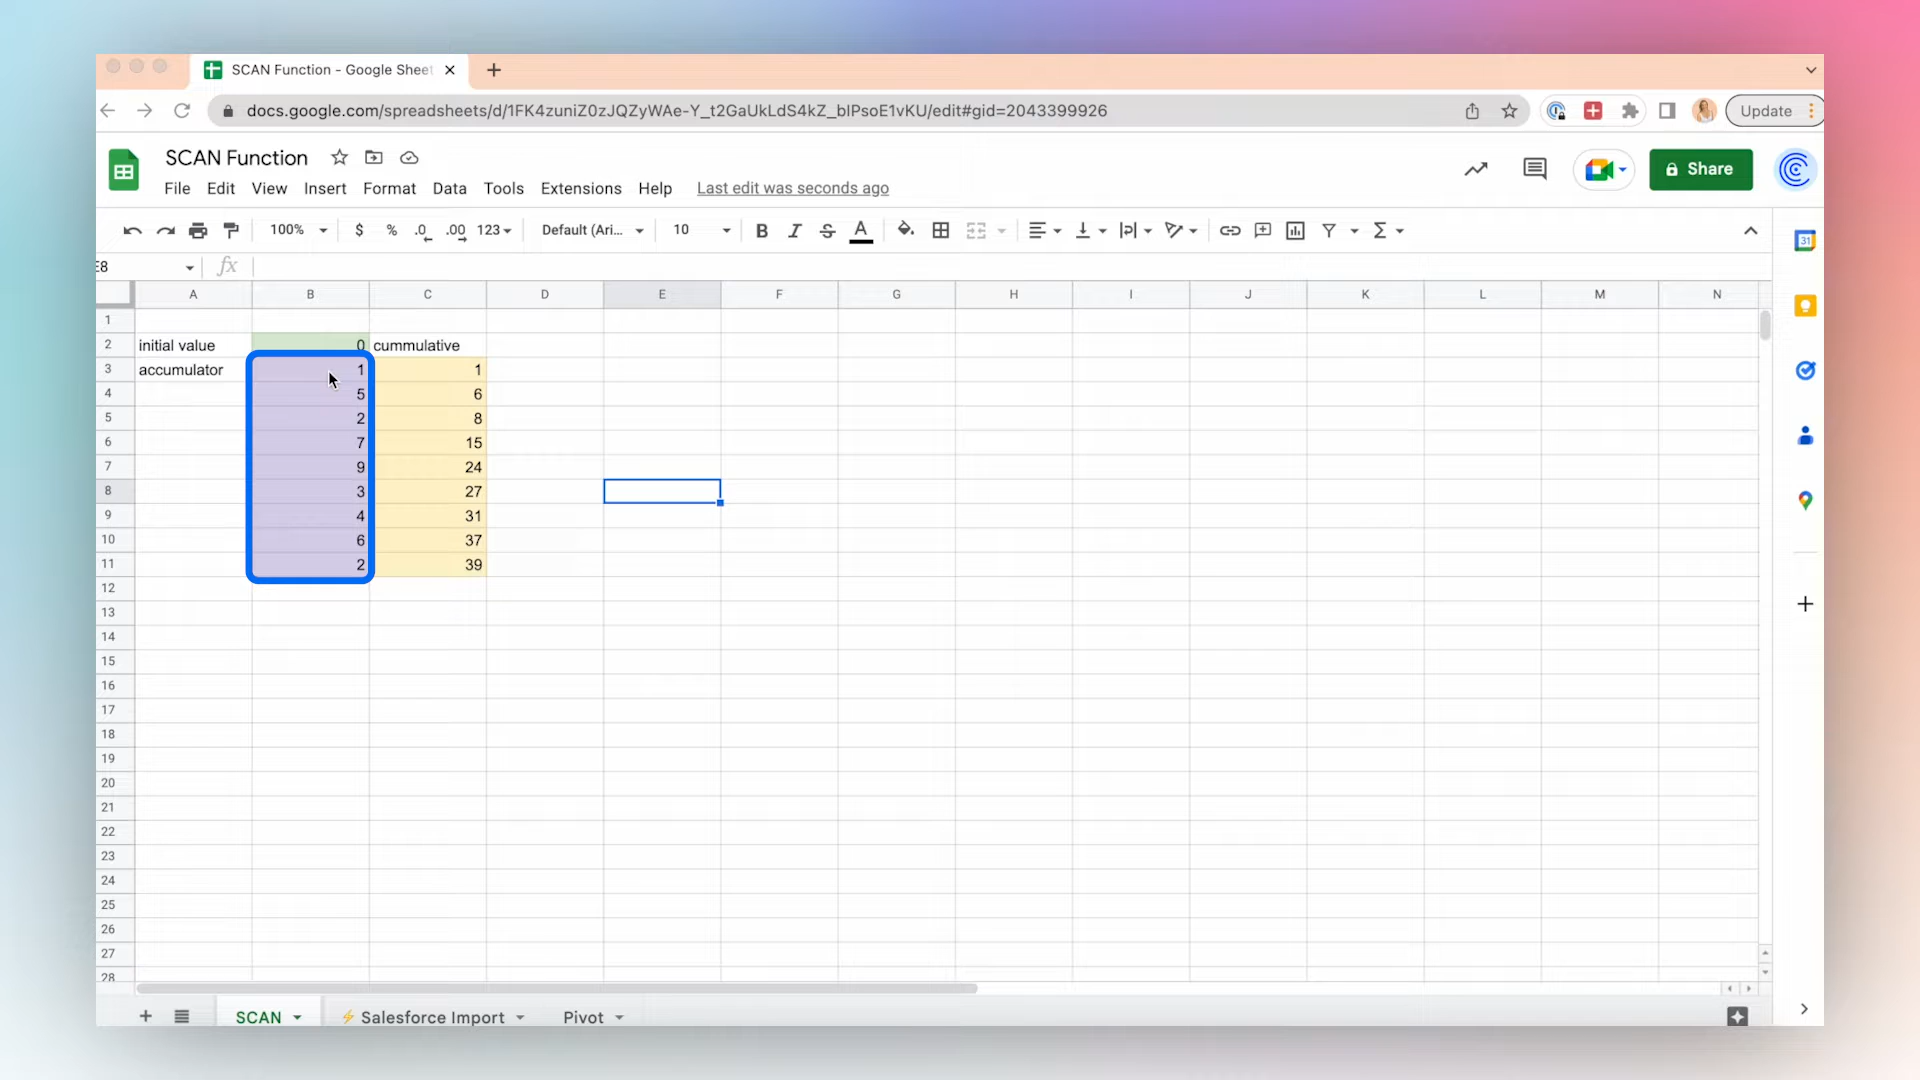 SCAN Function - Google Sheet
docs.google.com/spreadsheets/d/1FK4zuniZ0zJQZyWAe-Y_t2GaUkLdS4kZ_bIPsoE1vKU/edit#gid=2043399926
Update
SCAN Function
File Edit View Insert Format Data Tools Extensions Help Last edit was seconds ago
Share
100% $ % .0 .00 123 Default (Ari... 10 B I S A
31
E8 fx
A B C D E F G H I J K L M N
1
2 initial value 0 cummulative
3 accumulator 1 1
4 5 6
5 2 8
6 7 15
7 9 24
8 3 27
9 4 31
10 6 37
11 2 39
12
13
14
15
16
17
18
19
20
21
22
23
24
25
26
27
28
SCAN Salesforce Import Pivot